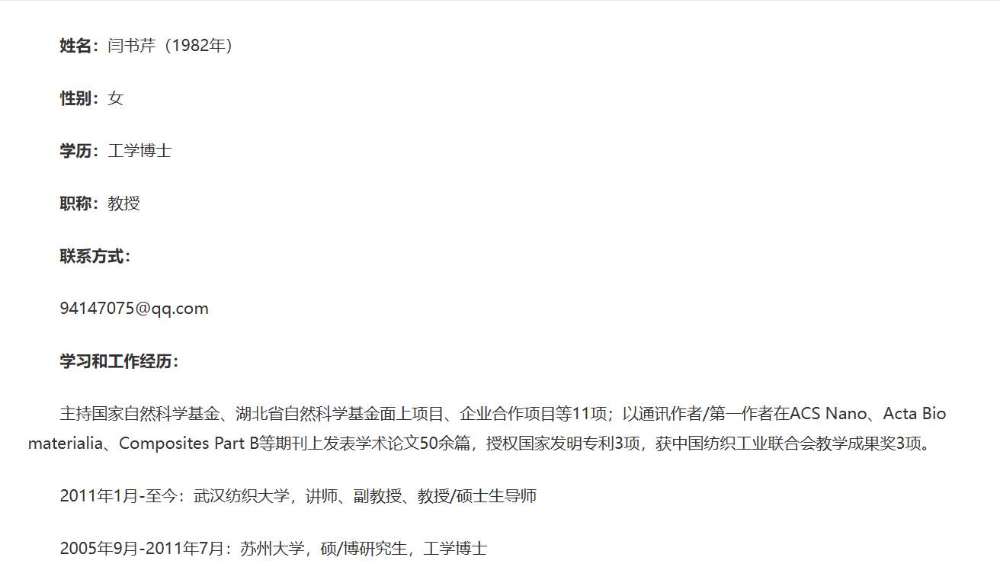 姓名：闫书芹（1982年）
性别：女
学历：工学博士
职称：教授
联系方式：
94147075@qq.com
学习和工作经历：
主持国家自然科学基金、湖北省自然科学基金面上项目、企业合作项目等11项；以通讯作者/第一作者在ACS Nano、Acta Bio
materialia、Composites Part B等期刊上发表学术论文50余篇，授权国家发明专利3项，获中国纺织工业联合会教学成果奖3项。
2011年1月-至今：武汉纺织大学，讲师、副教授、教授/硕士生导师
2005年9月-2011年7月：苏州大学，硕/博研究生，工学博士